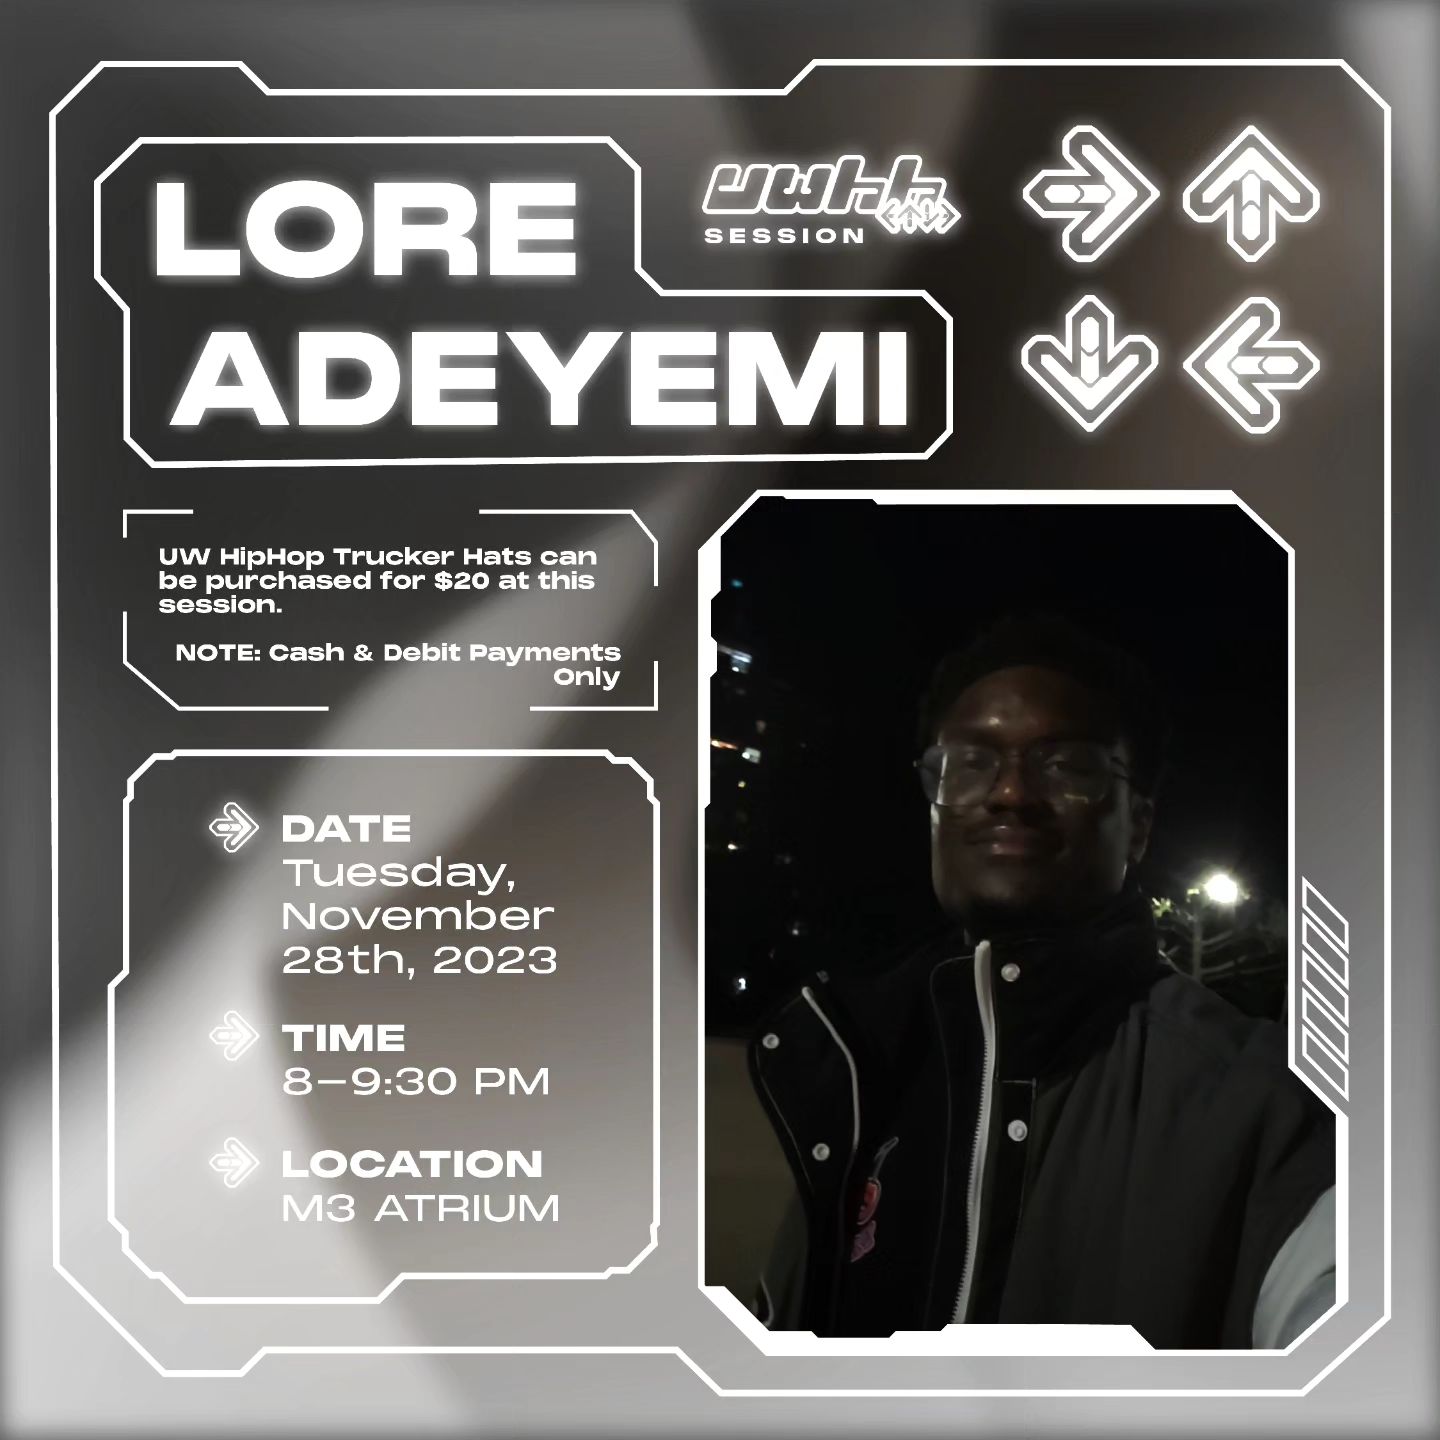 LORE
ADEYEMI
uwhh
SESSION
UW HipHop Trucker Hats can
be purchased for $20 at this
session.
NOTE: Cash & Debit Payments
Only
DATE
Tuesday,
November
28th, 2023
TIME
8–9:30 PM
LOCATION
M3 ATRIUM